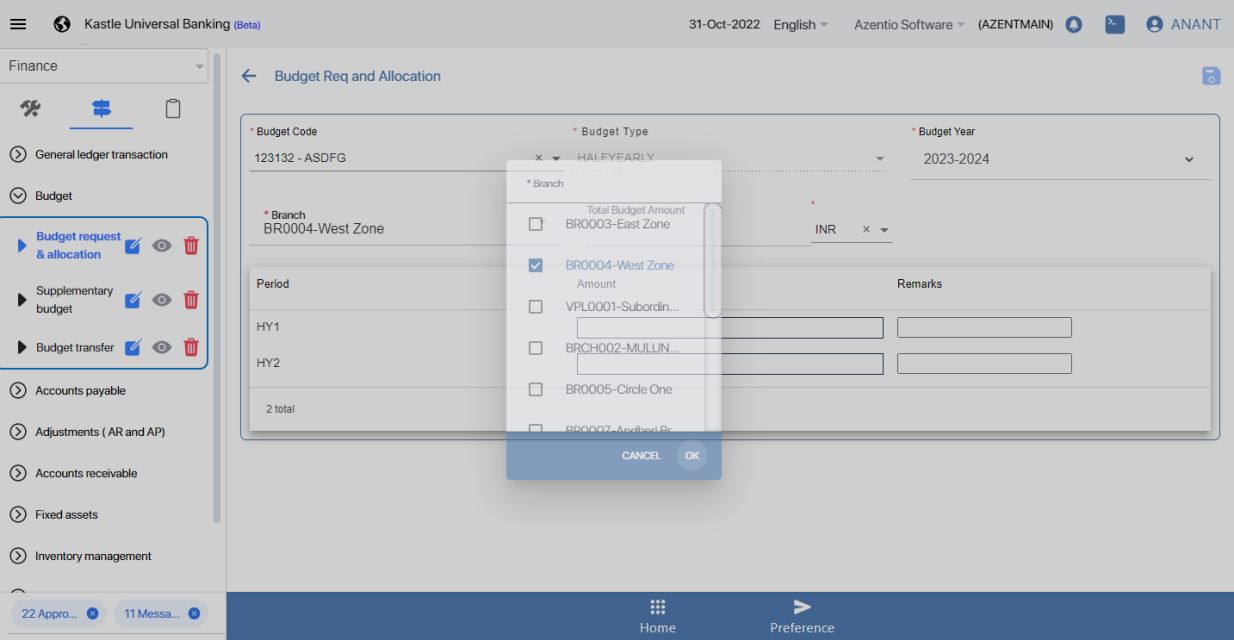 Kastle Universal Banking (Beta)
31-Oct-2022 English Azentio Software (AZENTMAIN) ANANT
Finance
General ledger transaction
Budget
Budget request
& allocation
Supplementary
budget
Budget transfer
Accounts payable
Adjustments ( AR and AP)
Accounts receivable
Fixed assets
Inventory management
22 Appro...
11 Messa...
Budget Req and Allocation
* Budget Code
123132 - ASDFG
* Budget Type
HALFYEARLY
* Budget Year
2023-2024
* Branch
BR0004-West Zone
Total Budget Amount
*
INR
Period
Amount
Remarks
HY1
HY2
2 total
* Branch
BR0003-East Zone
BR0004-West Zone
VPL0001-Subordin...
BRCH002-MULUN...
BR0005-Circle One
BR0007-Andheri Br
CANCEL
OK
Home
Preference